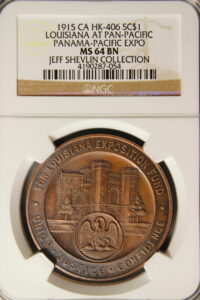 1915 CA HK-406 SC$1
LOUISIANA AT PAN-PACIFIC
PANAMA-PACIFIC EXPO
MS 64 BN
JEFF SHEVLIN COLLECTION
4190287-054
NGC
FOR LOUISIANA EXPOSITION FUND
UNION · JUSTICE · CONFIDENCE